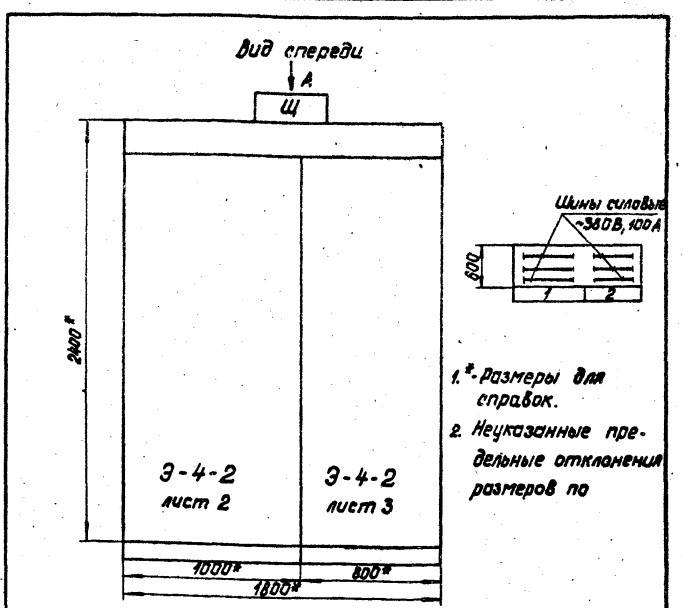 Вид спереди
А
Щ
Шины силовые
~380В, 100А
600
1 2
2400*
1.*-Размеры для
справок.
2. Неуказанные пре-
дельные отклонения
размеров по
Э-4-2
лист 2
Э-4-2
лист 3
1000* 800*
1800*